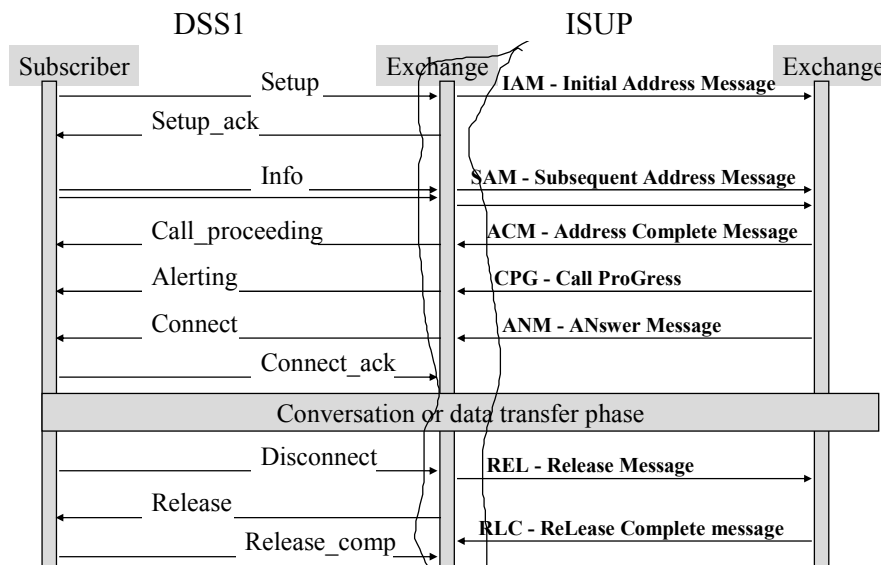 DSS1 ISUP
Subscriber Exchange Exchange
Setup IAM - Initial Address Message
Setup_ack
Info SAM - Subsequent Address Message
Call_proceeding ACM - Address Complete Message
Alerting CPG - Call ProGress
Connect ANM - ANswer Message
Connect_ack
Conversation or data transfer phase
Disconnect REL - Release Message
Release
RLC - ReLease Complete message
Release_comp